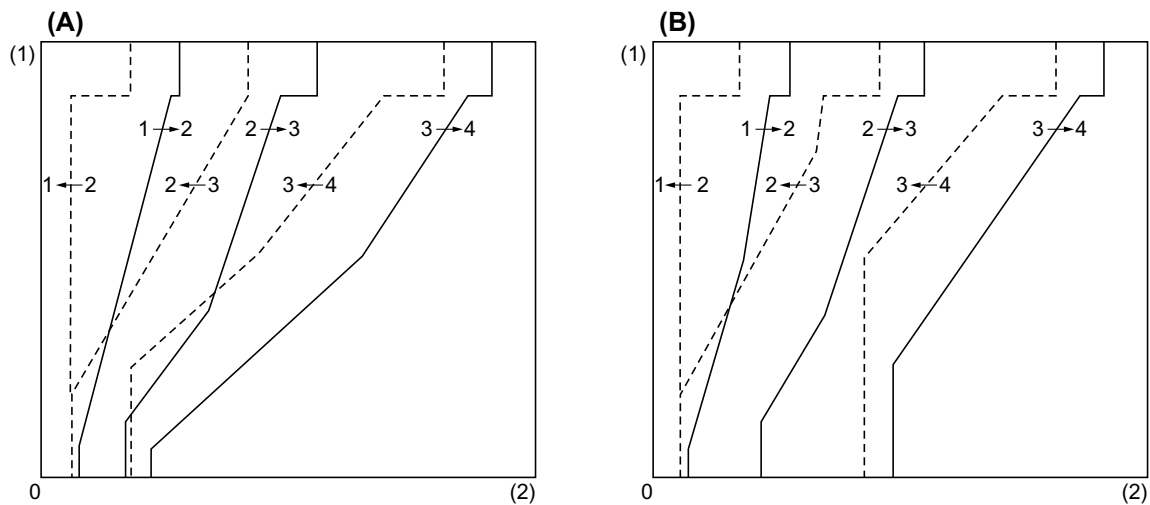 (A) (B)
(1) (1)
1→2 2→3 3→4 1→2 2→3 3→4
1←2 2←3 3←4 1←2 2←3 3←4
0 (2) 0 (2)